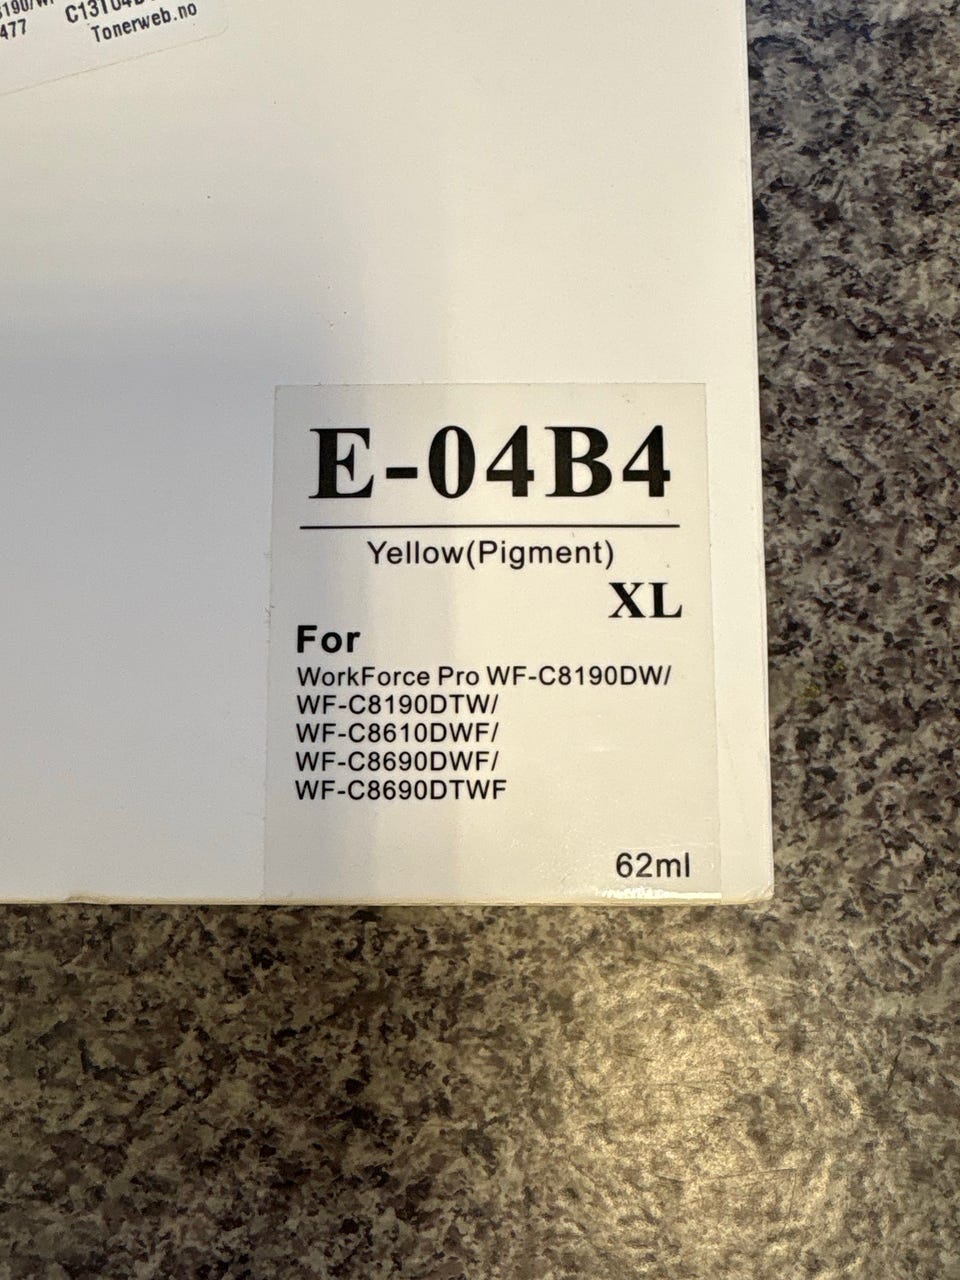 477
Tonerweb.no
E-04B4
Yellow(Pigment)
XL
For
WorkForce Pro WF-C8190DW/
WF-C8190DTW/
WF-C8610DWF/
WF-C8690DWF/
WF-C8690DTWF
62ml